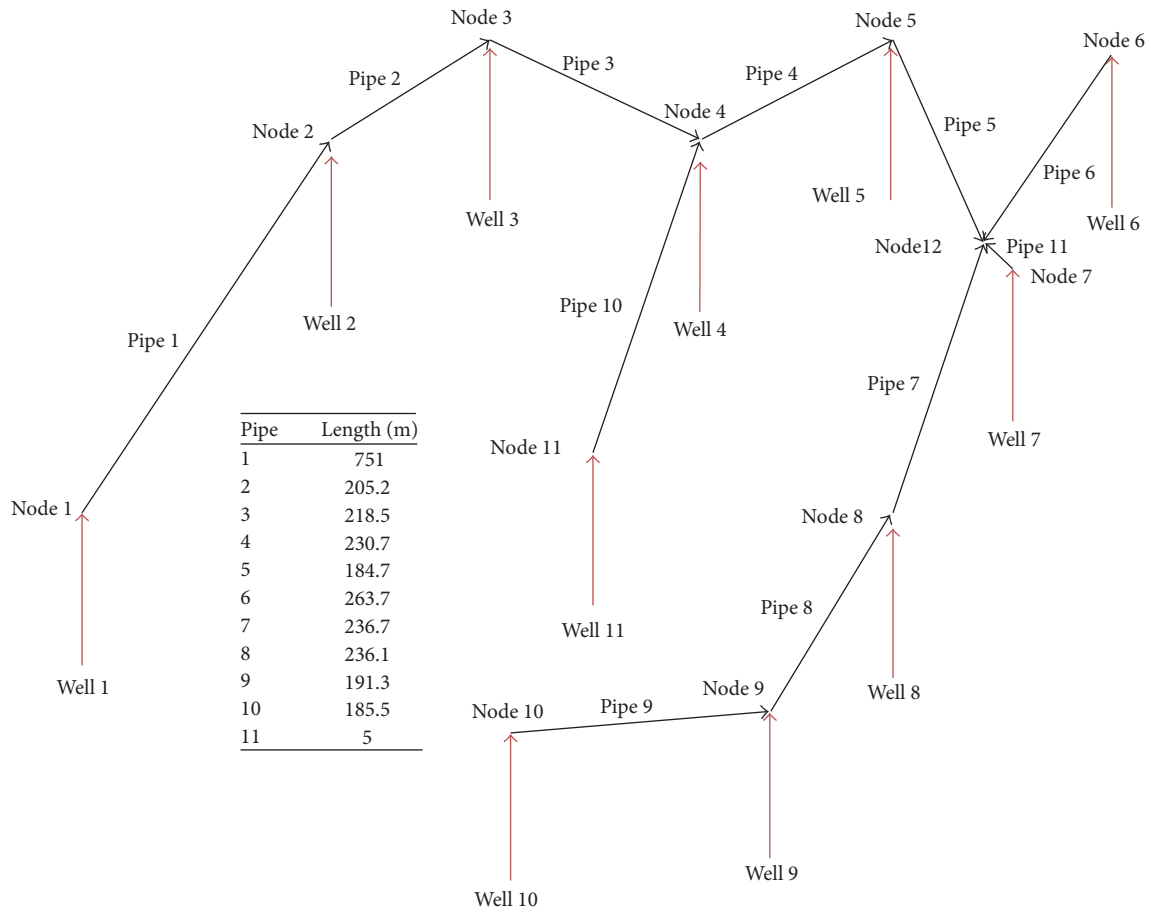 Node 3
Node 5
Node 6
Pipe 3
Pipe 4
Pipe 2
Node 4
Node 2
Pipe 5
Pipe 6
Well 5
Well 3
Well 6
Node12
Pipe 11
Node 7
Pipe 10
Well 2
Well 4
Pipe 1
Pipe 7
Pipe Length (m)
1 751
2 205.2
3 218.5
4 230.7
5 184.7
6 263.7
7 236.7
8 236.1
9 191.3
10 185.5
11 5
Well 7
Node 11
Node 1
Node 8
Pipe 8
Well 11
Well 1
Node 9
Well 8
Node 10
Pipe 9
Well 9
Well 10